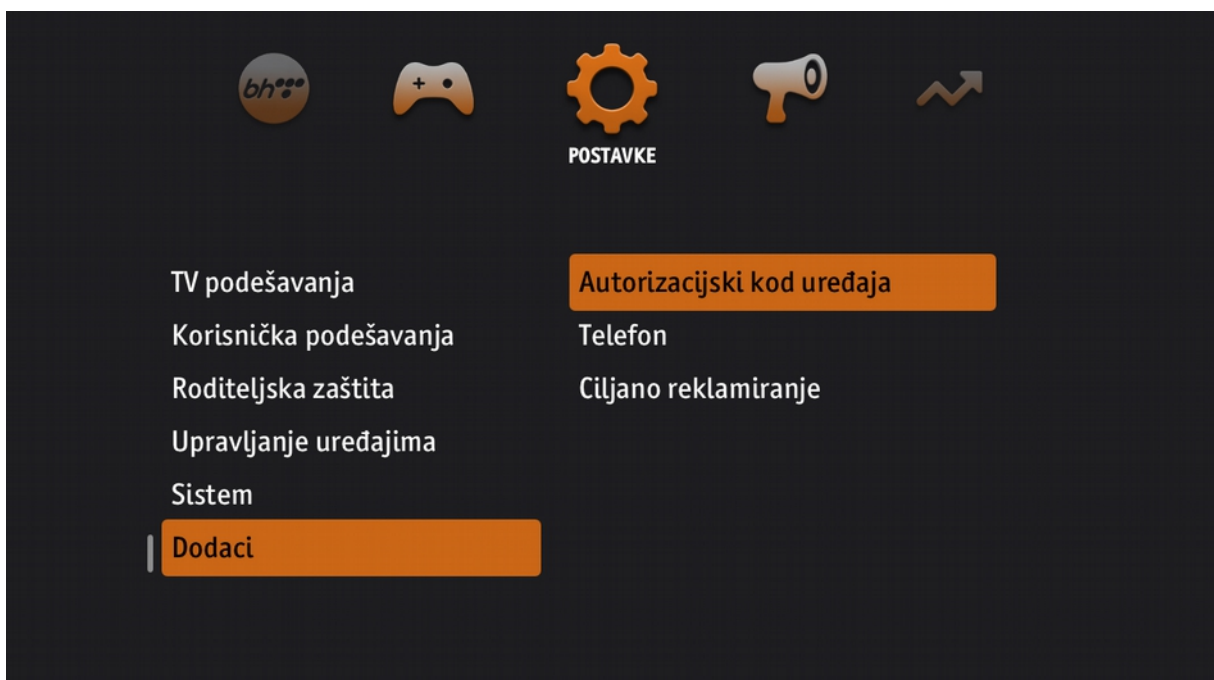 bh
POSTAVKE
TV podešavanja
Korisnička podešavanja
Roditeljska zaštita
Upravljanje uređajima
Sistem
Dodaci
Autorizacijski kod uređaja
Telefon
Ciljano reklamiranje